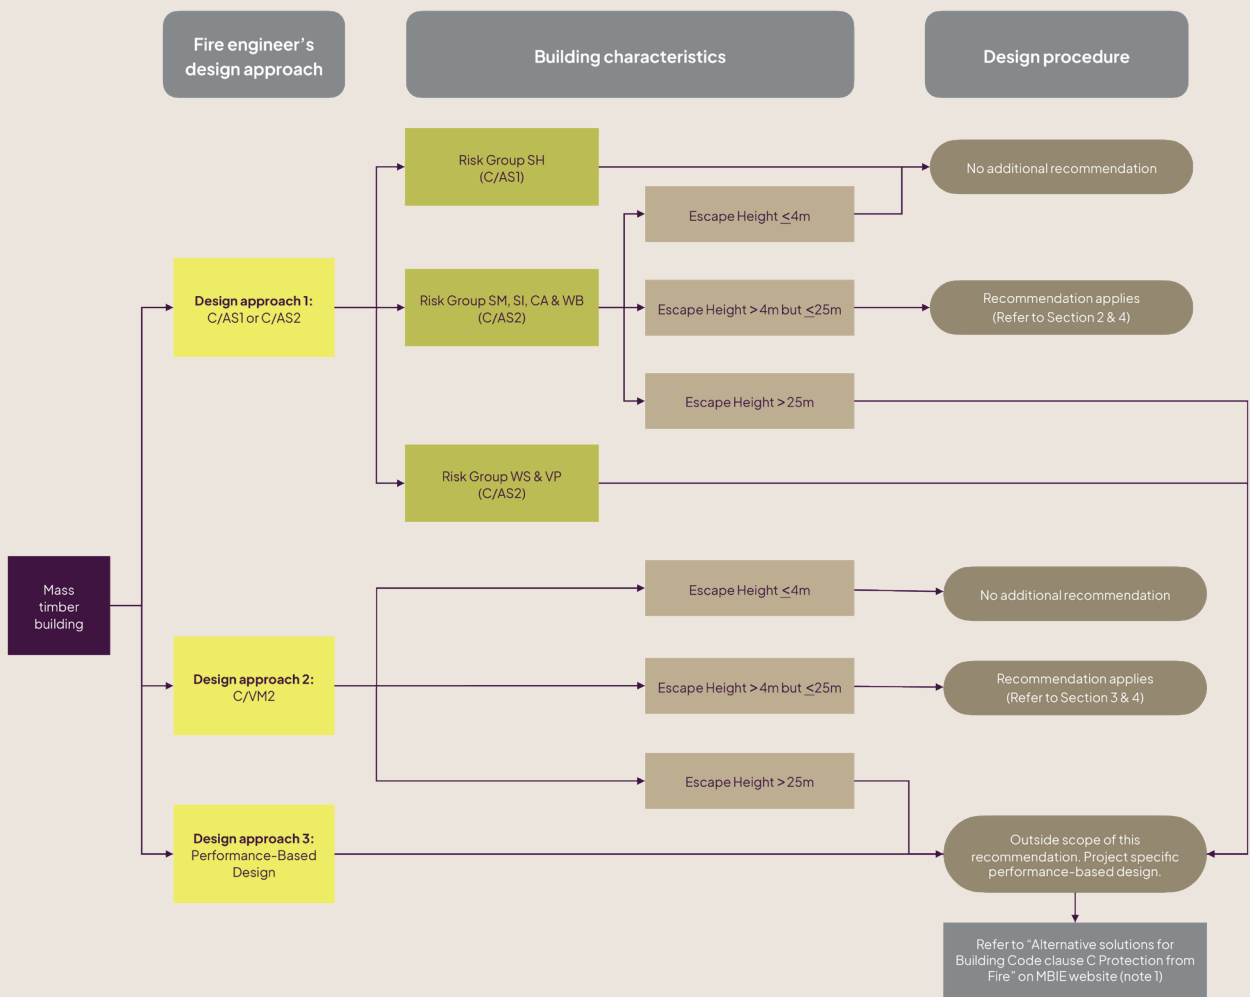 Fire engineer’s
design approach
Building characteristics
Design procedure
Risk Group SH
(C/AS1)
No additional recommendation
Escape Height ≤4m
Design approach 1:
C/AS1 or C/AS2
Risk Group SM, SI, CA & WB
(C/AS2)
Escape Height >4m but ≤25m
Recommendation applies
(Refer to Section 2 & 4)
Escape Height >25m
Risk Group WS & VP
(C/AS2)
Mass
timber
building
Escape Height ≤4m
No additional recommendation
Design approach 2:
C/VM2
Escape Height >4m but ≤25m
Recommendation applies
(Refer to Section 3 & 4)
Escape Height >25m
Design approach 3:
Performance-Based
Design
Outside scope of this
recommendation. Project specific
performance-based design.
Refer to “Alternative solutions for
Building Code clause C Protection from
Fire” on MBIE website (note 1)